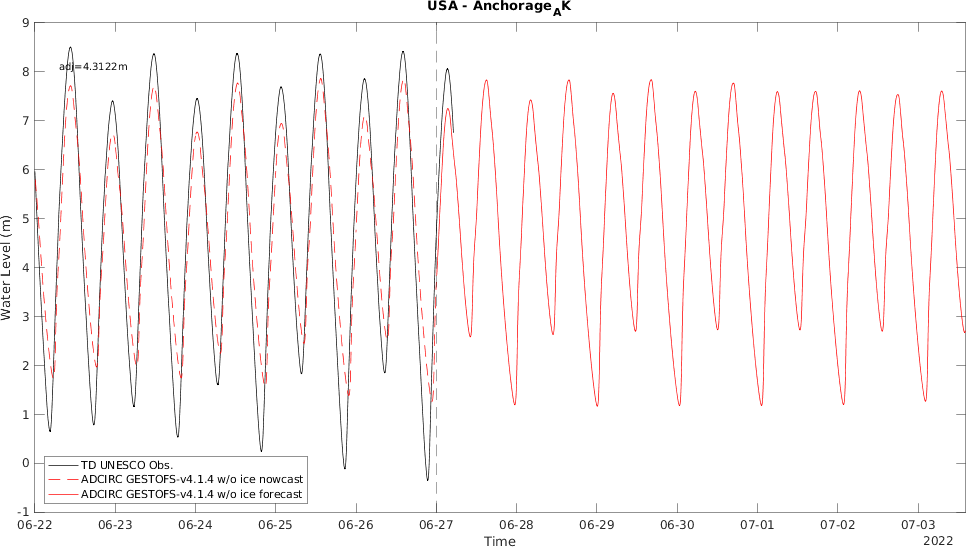 USA - Anchorage_AK
9
8
7
6
5
4
3
2
1
0
-1
Water Level (m)
adj=4.3122m
TD UNESCO Obs.
ADCIRC GESTOFS-v4.1.4 w/o ice nowcast
ADCIRC GESTOFS-v4.1.4 w/o ice forecast
06-22 06-23 06-24 06-25 06-26 06-27 06-28 06-29 06-30 07-01 07-02 07-03
Time
2022